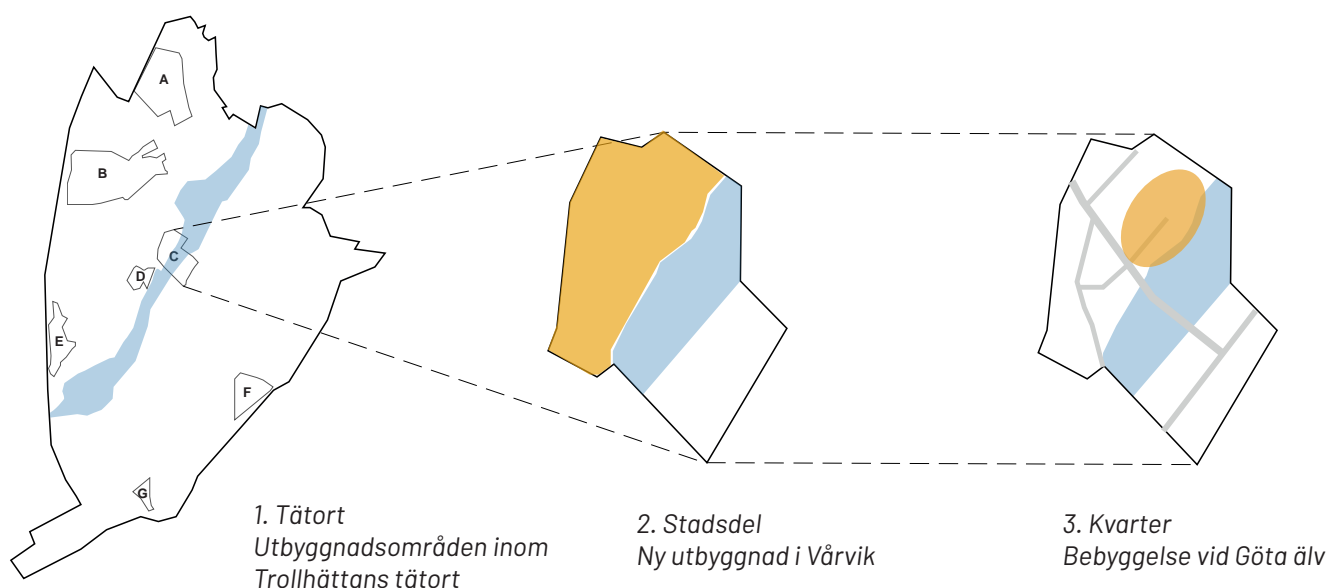 A
B
C
D
E
F
G
1. Tätort
Utbyggnadsområden inom
Trollhättans tätort
2. Stadsdel
Ny utbyggnad i Vårvik
3. Kvarter
Bebyggelse vid Göta älv